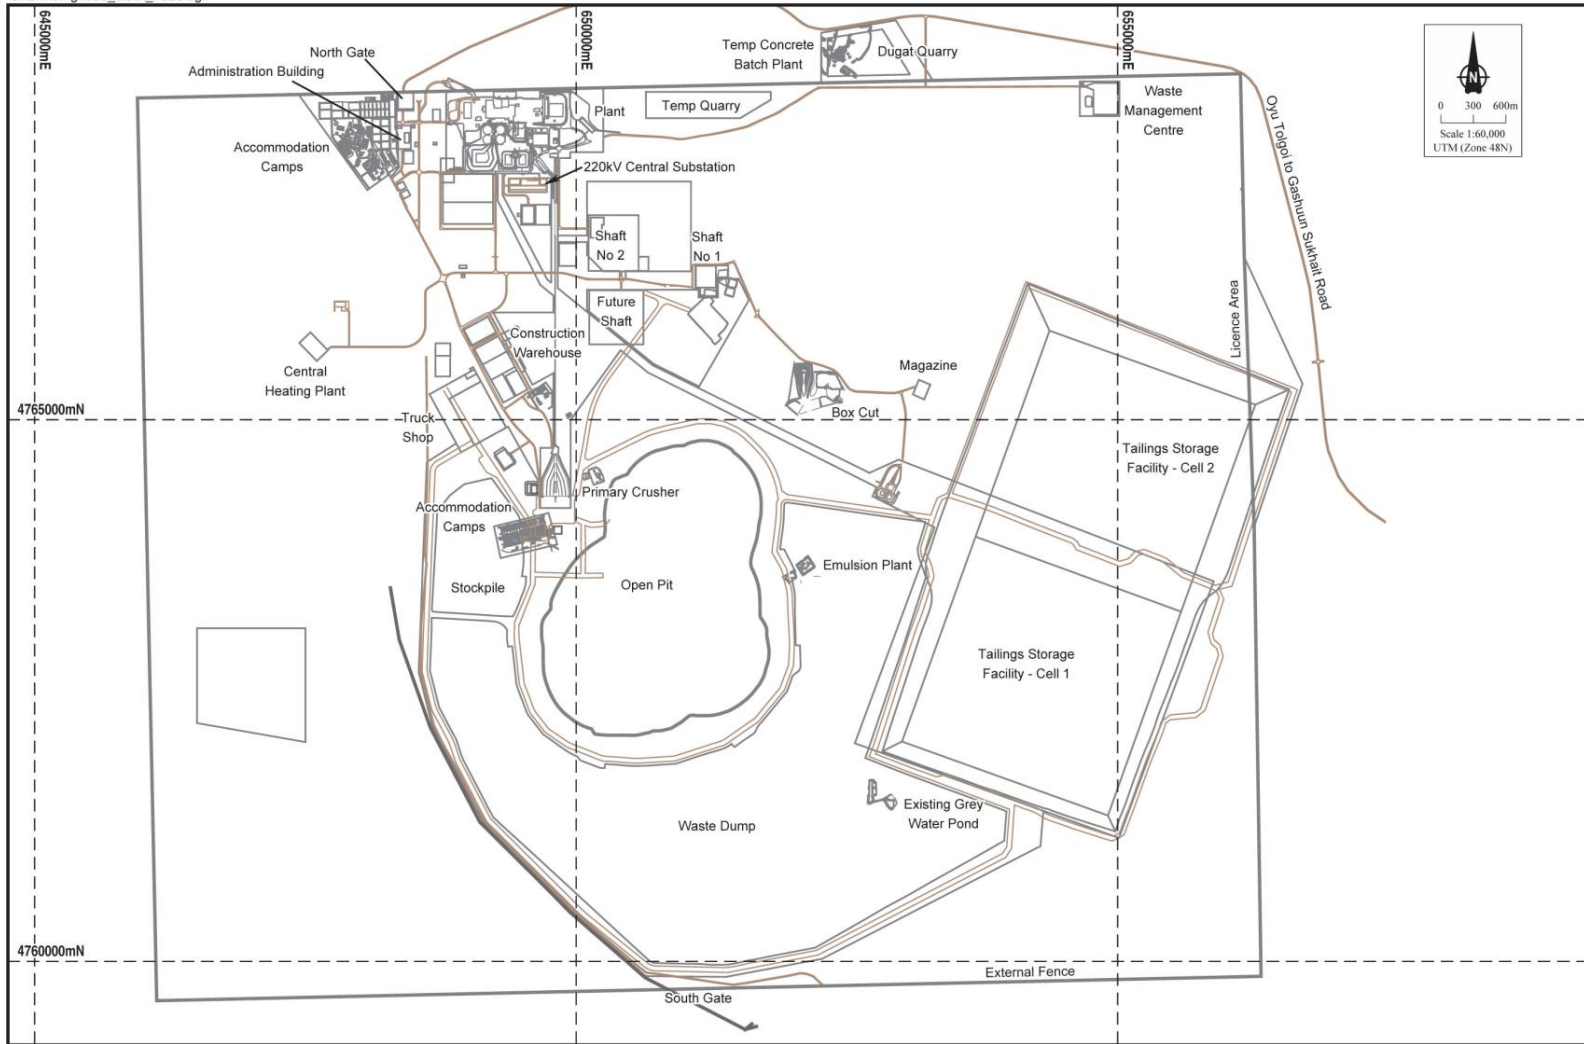 645000mE
650000mE
655000mE
North Gate
Administration Building
Accommodation
Camps
Plant
Temp Quarry
Temp Concrete
Batch Plant
Dugat Quarry
Waste
Management
Centre
Oyu Tolgoi to Gashuun Sukhait Road
N
0 300 600m
Scale 1:60,000
UTM (Zone 48N)
220kV Central Substation
Shaft
No 2
Shaft
No 1
Licence Area
Future
Shaft
Construction
Warehouse
Central
Heating Plant
Magazine
Box Cut
4765000mN
Truck
Shop
Tailings Storage
Facility - Cell 2
Primary Crusher
Accommodation
Camps
Emulsion Plant
Stockpile
Open Pit
Tailings Storage
Facility - Cell 1
Existing Grey
Water Pond
Waste Dump
4760000mN
External Fence
South Gate